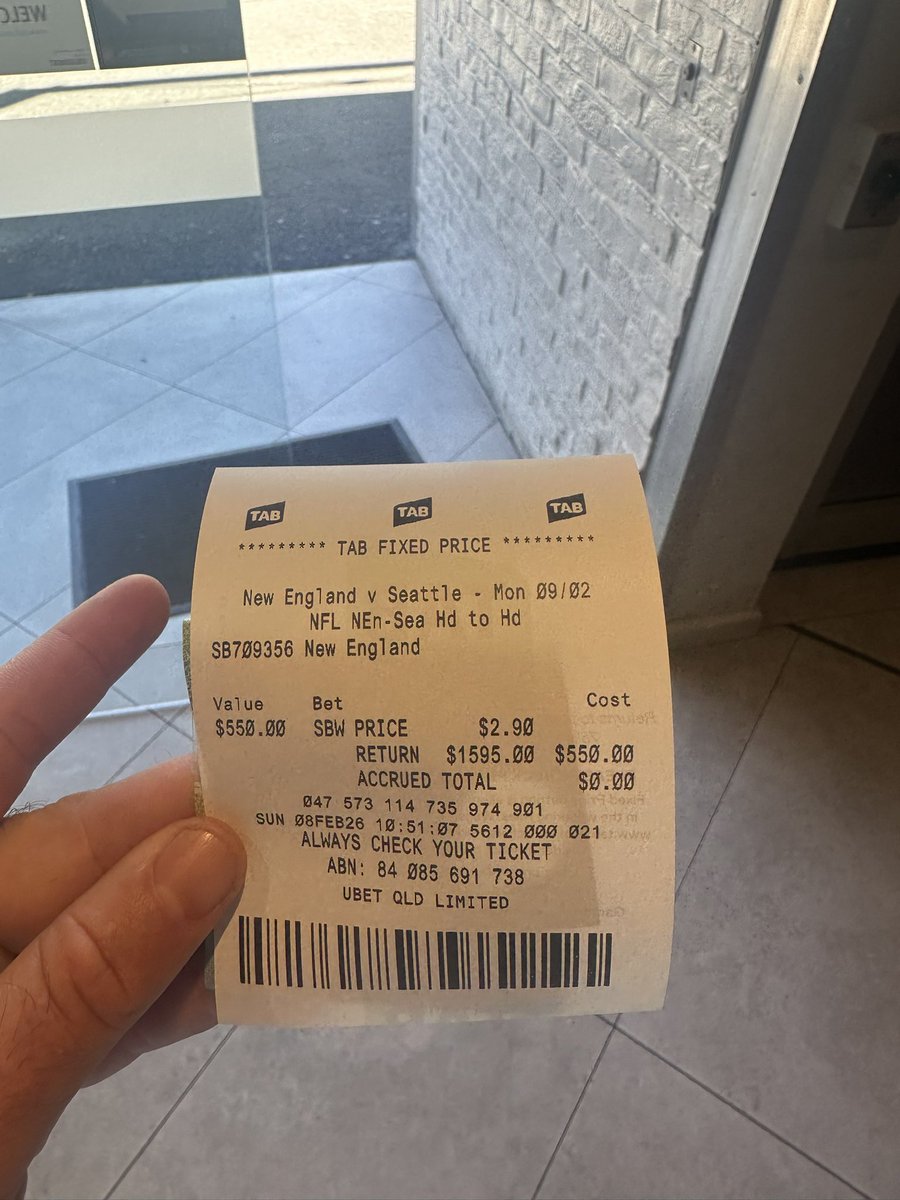 WELCO
TAB TAB TAB
********* TAB FIXED PRICE *********
New England v Seattle - Mon 09/02
NFL NEn-Sea Hd to Hd
SB709356 New England
Value Bet Cost
$550.00 SBW PRICE $2.90
RETURN $1595.00 $550.00
ACCRUED TOTAL $0.00
047 573 114 735 974 901
SUN 08FEB26 10:51:07 5612 000 021
ALWAYS CHECK YOUR TICKET
ABN: 84 085 691 738
UBET QLD LIMITED